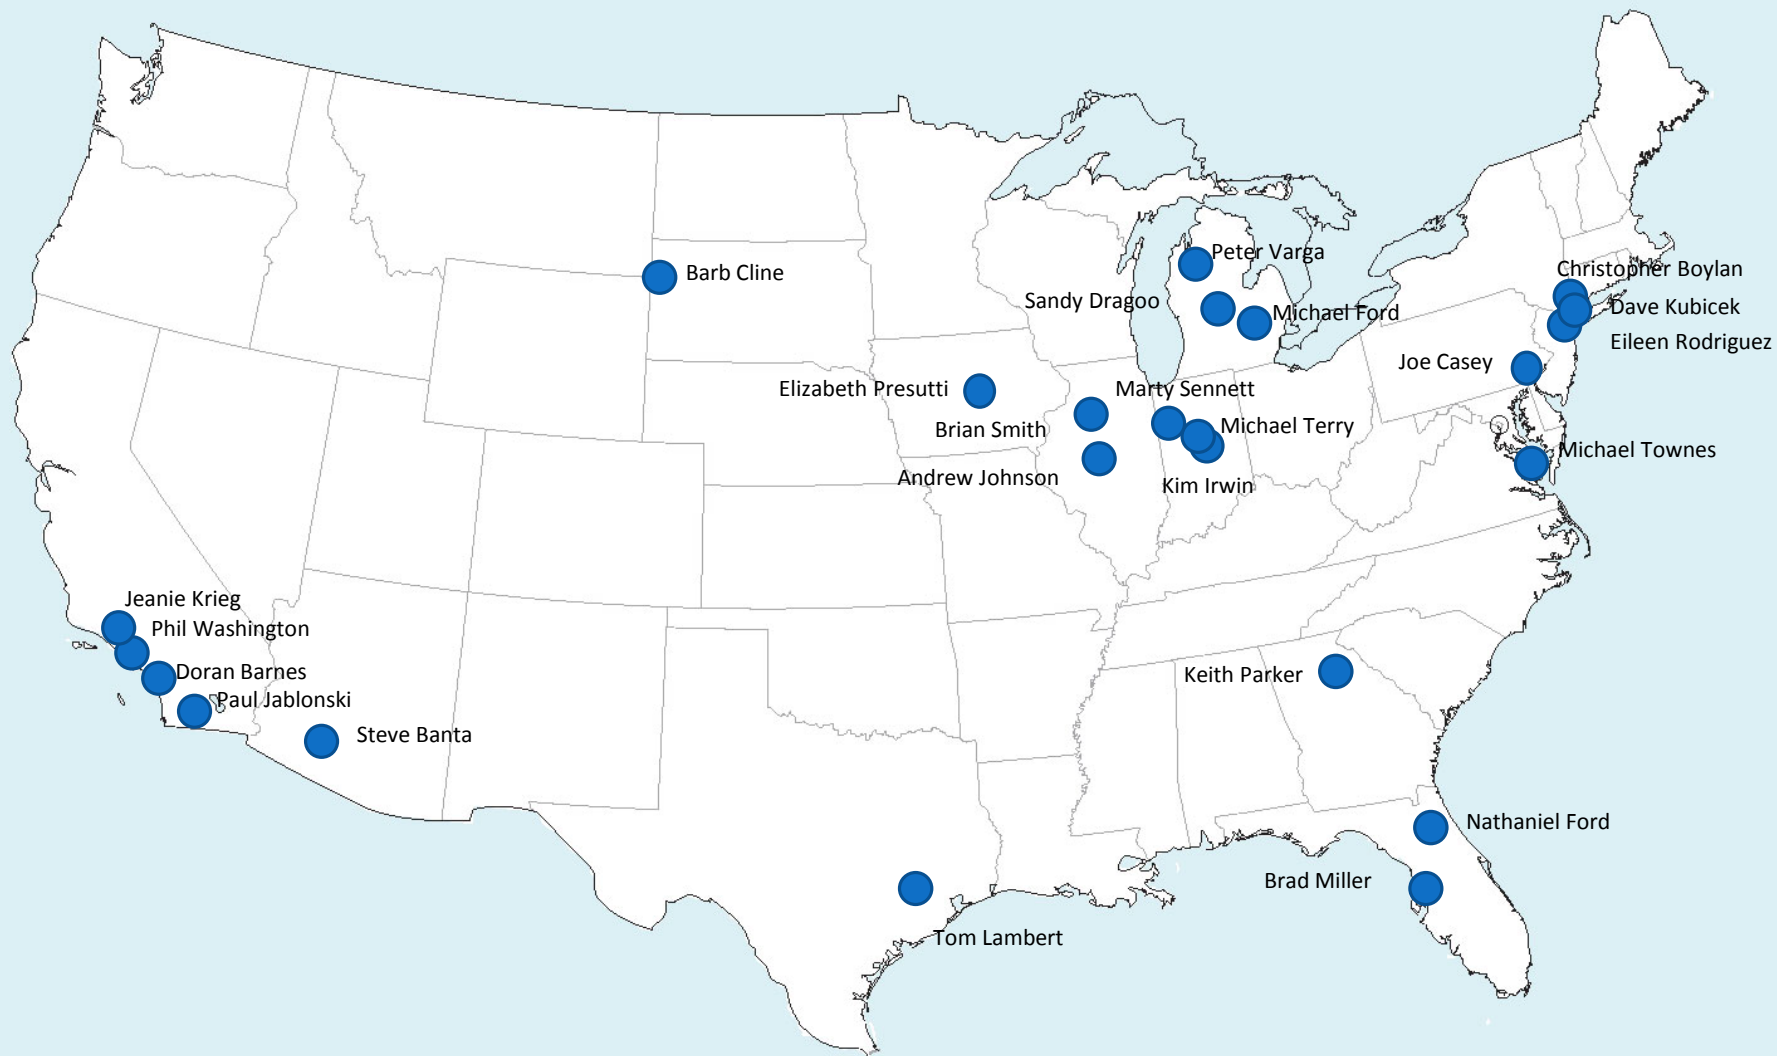 Peter Varga
Christopher Boylan
Barb Cline
Sandy Dragoo
Michael Ford
Dave Kubicek
Eileen Rodriguez
Joe Casey
Elizabeth Presutti
Marty Sennett
Brian Smith
Michael Terry
Michael Townes
Andrew Johnson
Kim Irwin
Jeanie Krieg
Phil Washington
Doran Barnes
Keith Parker
Paul Jablonski
Steve Banta
Nathaniel Ford
Brad Miller
Tom Lambert